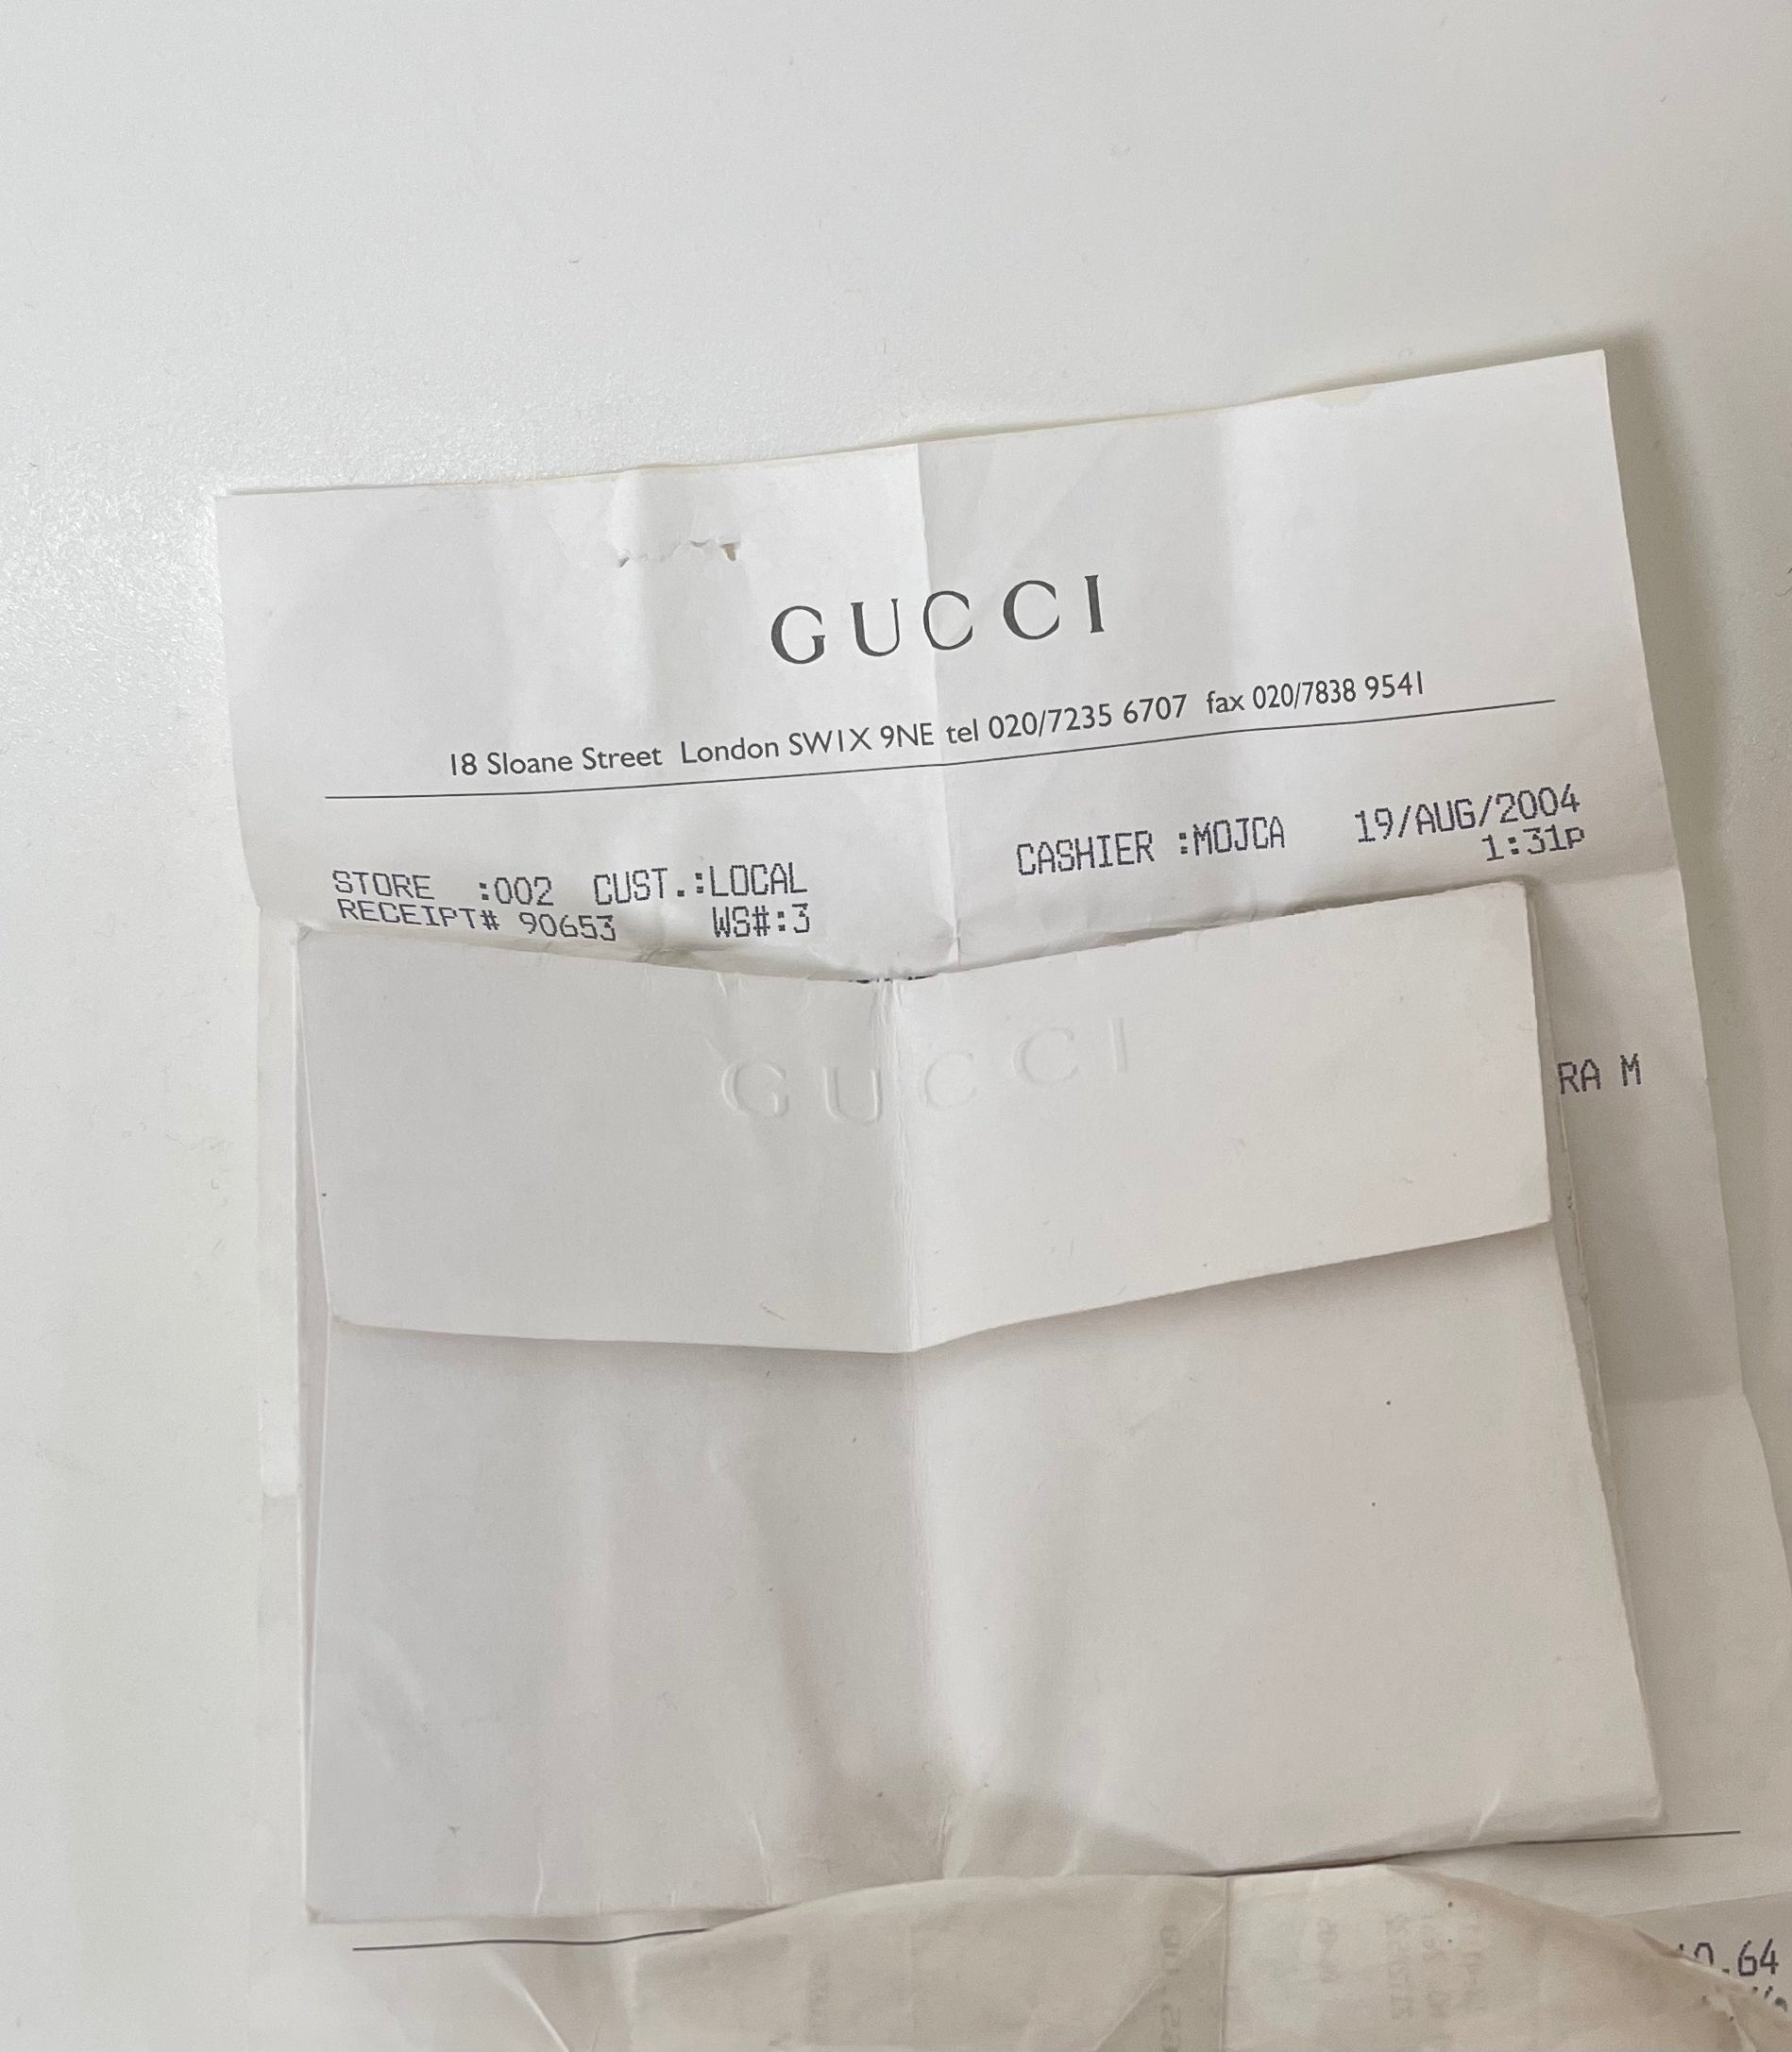 GUCCI
18 Sloane Street London SW1X 9NE tel 020/7235 6707 fax 020/7838 9541
STORE :002 CUST.:LOCAL CASHIER :MOJCA 19/AUG/2004
RECEIPT# 90653 WS#:3 1:31p
GUCCI
RA M
.64